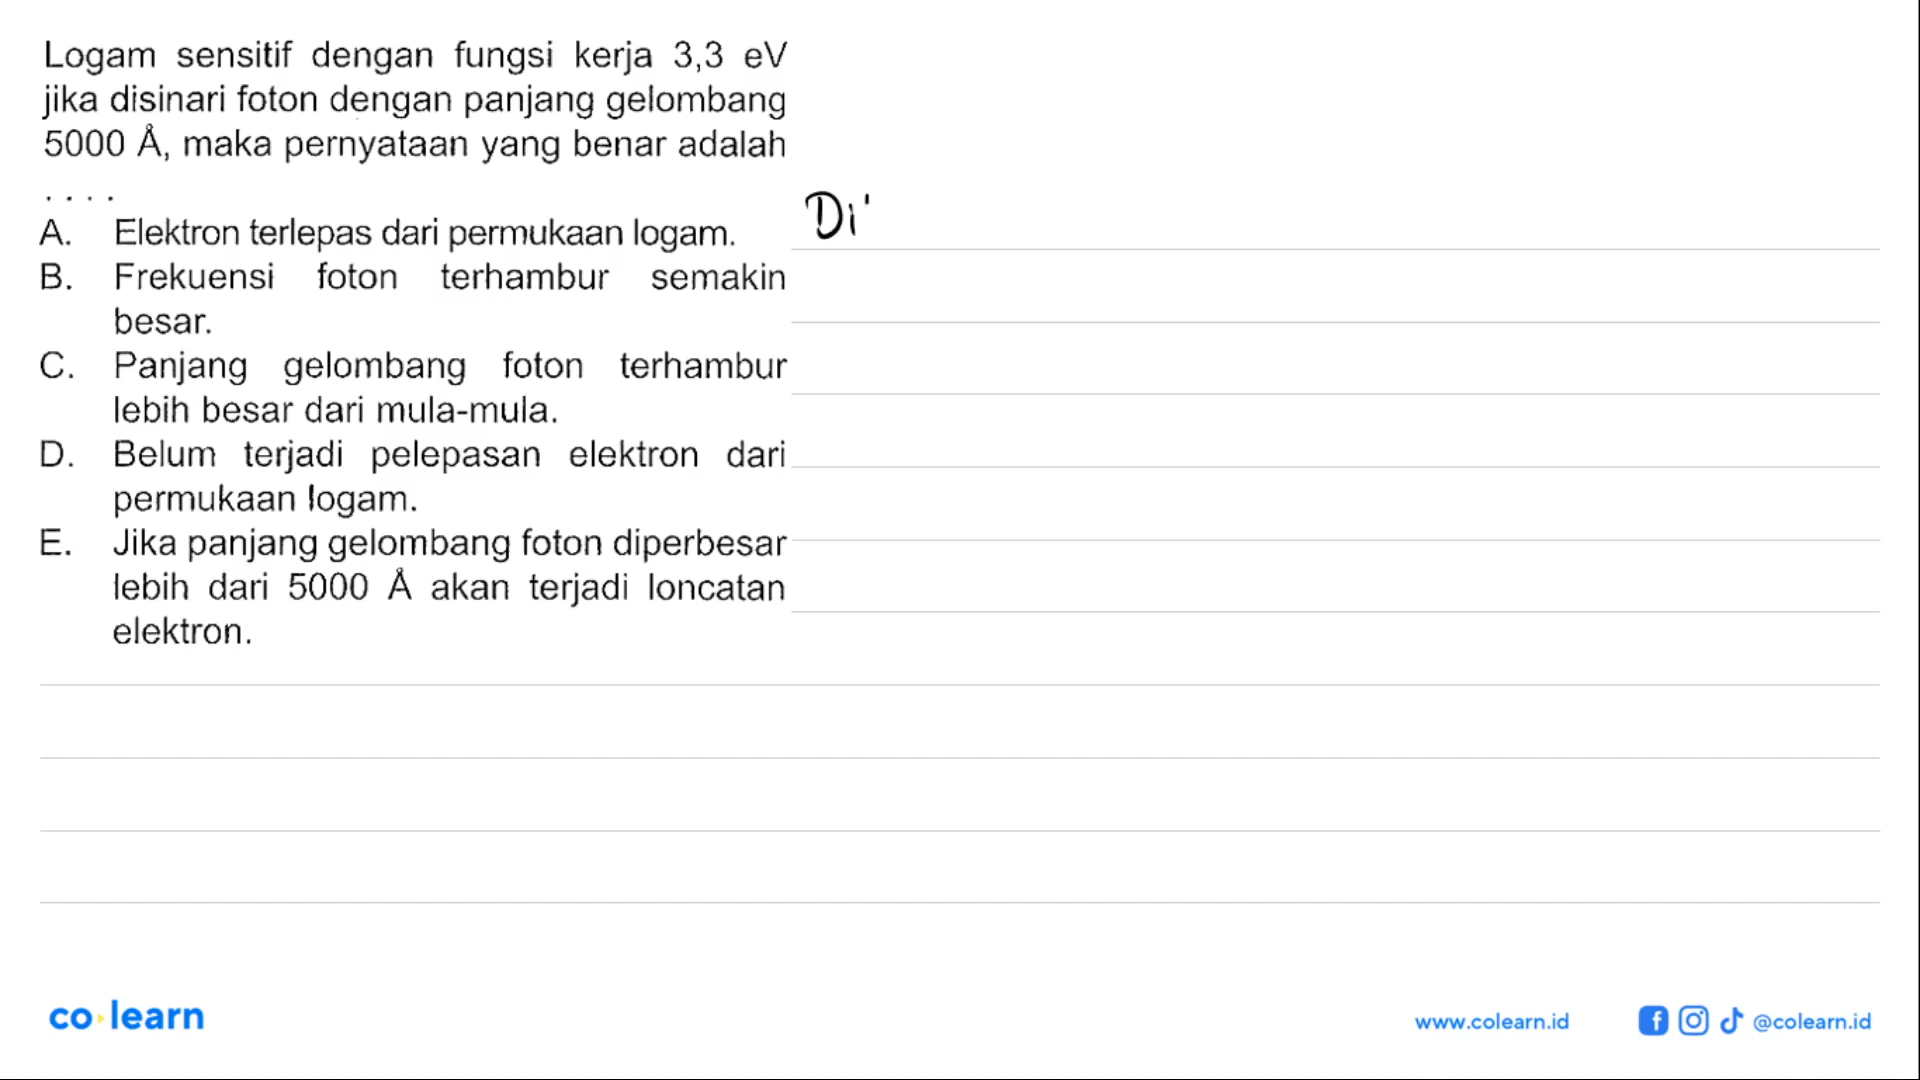 Logam sensitif dengan fungsi kerja 3,3 eV
jika disinari foton dengan panjang gelombang
5000 Å, maka pernyataan yang benar adalah
. . . .
A. Elektron terlepas dari permukaan logam.
B. Frekuensi foton terhambur semakin
besar.
C. Panjang gelombang foton terhambur
lebih besar dari mula-mula.
D. Belum terjadi pelepasan elektron dari
permukaan logam.
E. Jika panjang gelombang foton diperbesar
lebih dari 5000 Å akan terjadi loncatan
elektron.
Di'
co learn
www.colearn.id
@colearn.id